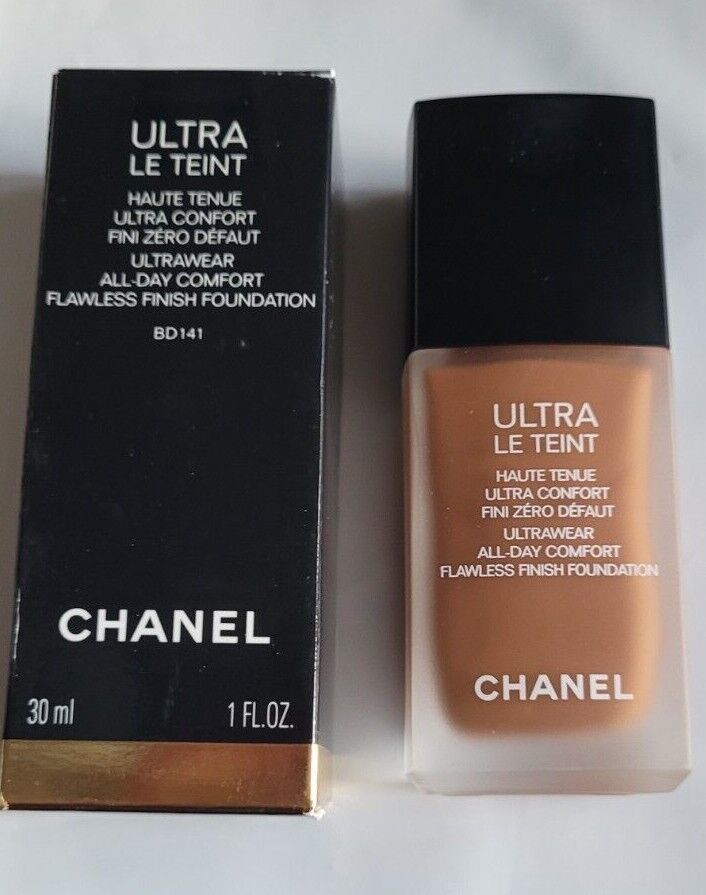 ULTRA
LE TEINT
HAUTE TENUE
ULTRA CONFORT
FINI ZÉRO DÉFAUT
ULTRAWEAR
ALL-DAY COMFORT
FLAWLESS FINISH FOUNDATION
BD141
CHANEL
30 ml 1 FL.OZ.
ULTRA
LE TEINT
HAUTE TENUE
ULTRA CONFORT
FINI ZÉRO DÉFAUT
ULTRAWEAR
ALL-DAY COMFORT
FLAWLESS FINISH FOUNDATION
CHANEL